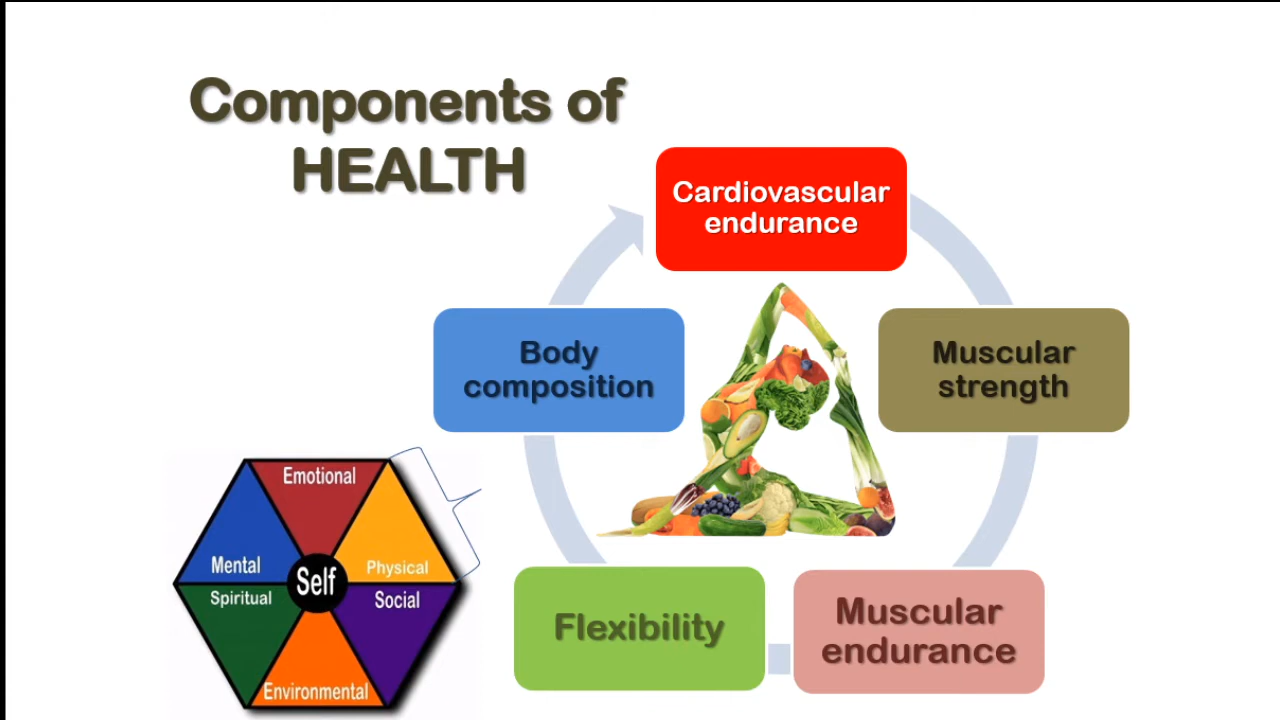 Components of
HEALTH
Cardiovascular
endurance
Muscular
strength
Muscular
endurance
Flexibility
Body
composition
Emotional
Physical
Social
Environmental
Spiritual
Mental
Self